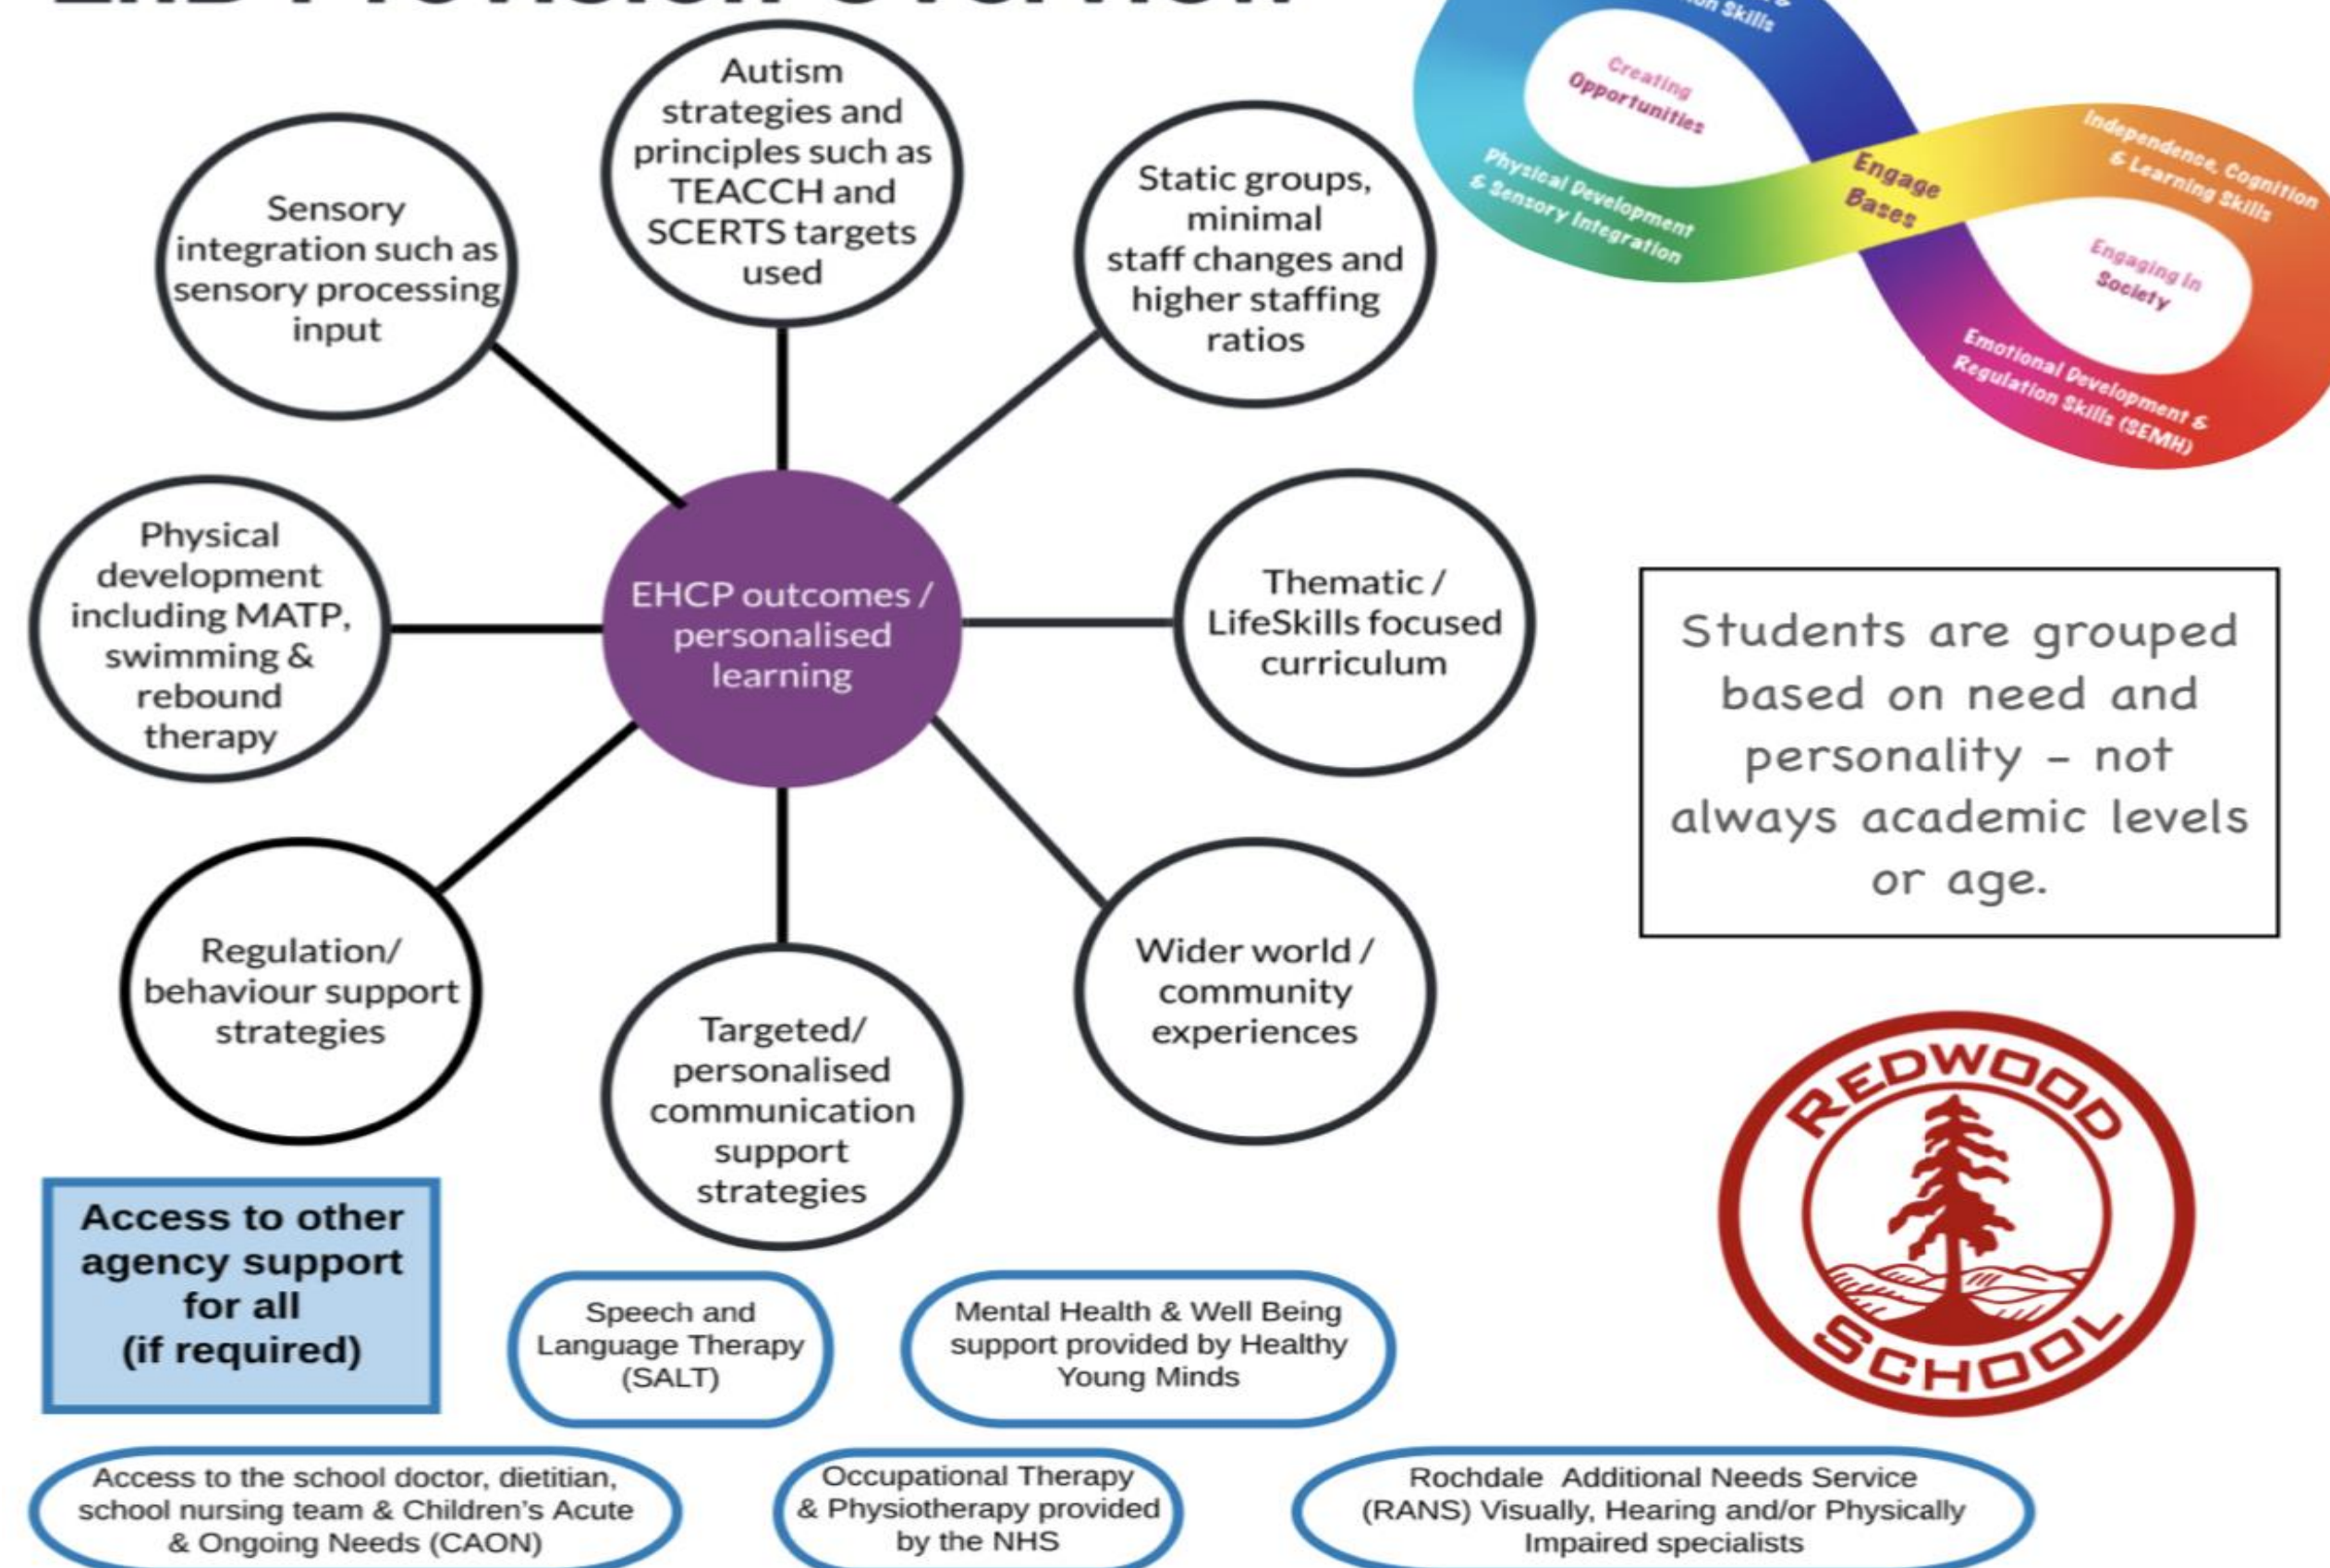 Provision Overview
Autism
strategies and
principles such as
TEACCH and
SCERTS targets
used
Sensory
integration such as
sensory processing
input
Static groups,
minimal
staff changes and
higher staffing
ratios
Physical
development
including MATP,
swimming &
rebound
therapy
EHCP outcomes /
personalised
learning
Thematic /
LifeSkills focused
curriculum
Regulation/
behaviour support
strategies
Targeted/
personalised
communication
support
strategies
Wider world /
community
experiences
Skills
Creating
Opportunities
Physical Development
& Sensory Integration
Engage
Bases
Independence, Cognition
& Learning Skills
Engaging in
Society
Emotional Development &
Regulation Skills (SEMH)
Students are grouped
based on need and
personality – not
always academic levels
or age.
REDWOOD
SCHOOL
Access to other
agency support
for all
(if required)
Speech and
Language Therapy
(SALT)
Mental Health & Well Being
support provided by Healthy
Young Minds
Access to the school doctor, dietitian,
school nursing team & Children's Acute
& Ongoing Needs (CAON)
Occupational Therapy
& Physiotherapy provided
by the NHS
Rochdale  Additional Needs Service
(RANS) Visually, Hearing and/or Physically
Impaired specialists